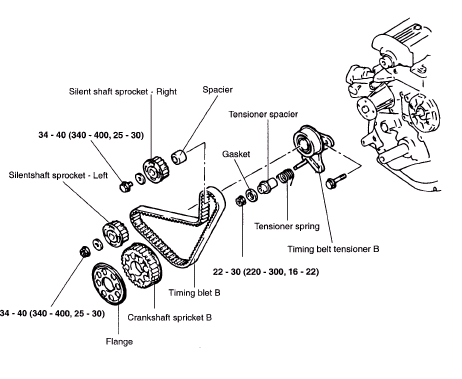 Spacier
Silent shaft sprocket - Right
Tensioner spacier
34 - 40 (340 - 400, 25 - 30)
Gasket
Silentshaft sprocket - Left
Tensioner spring
Timing belt tensioner B
22 - 30 (220 - 300, 16 - 22)
Timing blet B
34 - 40 (340 - 400, 25 - 30)
Crankshaft spricket B
Flange